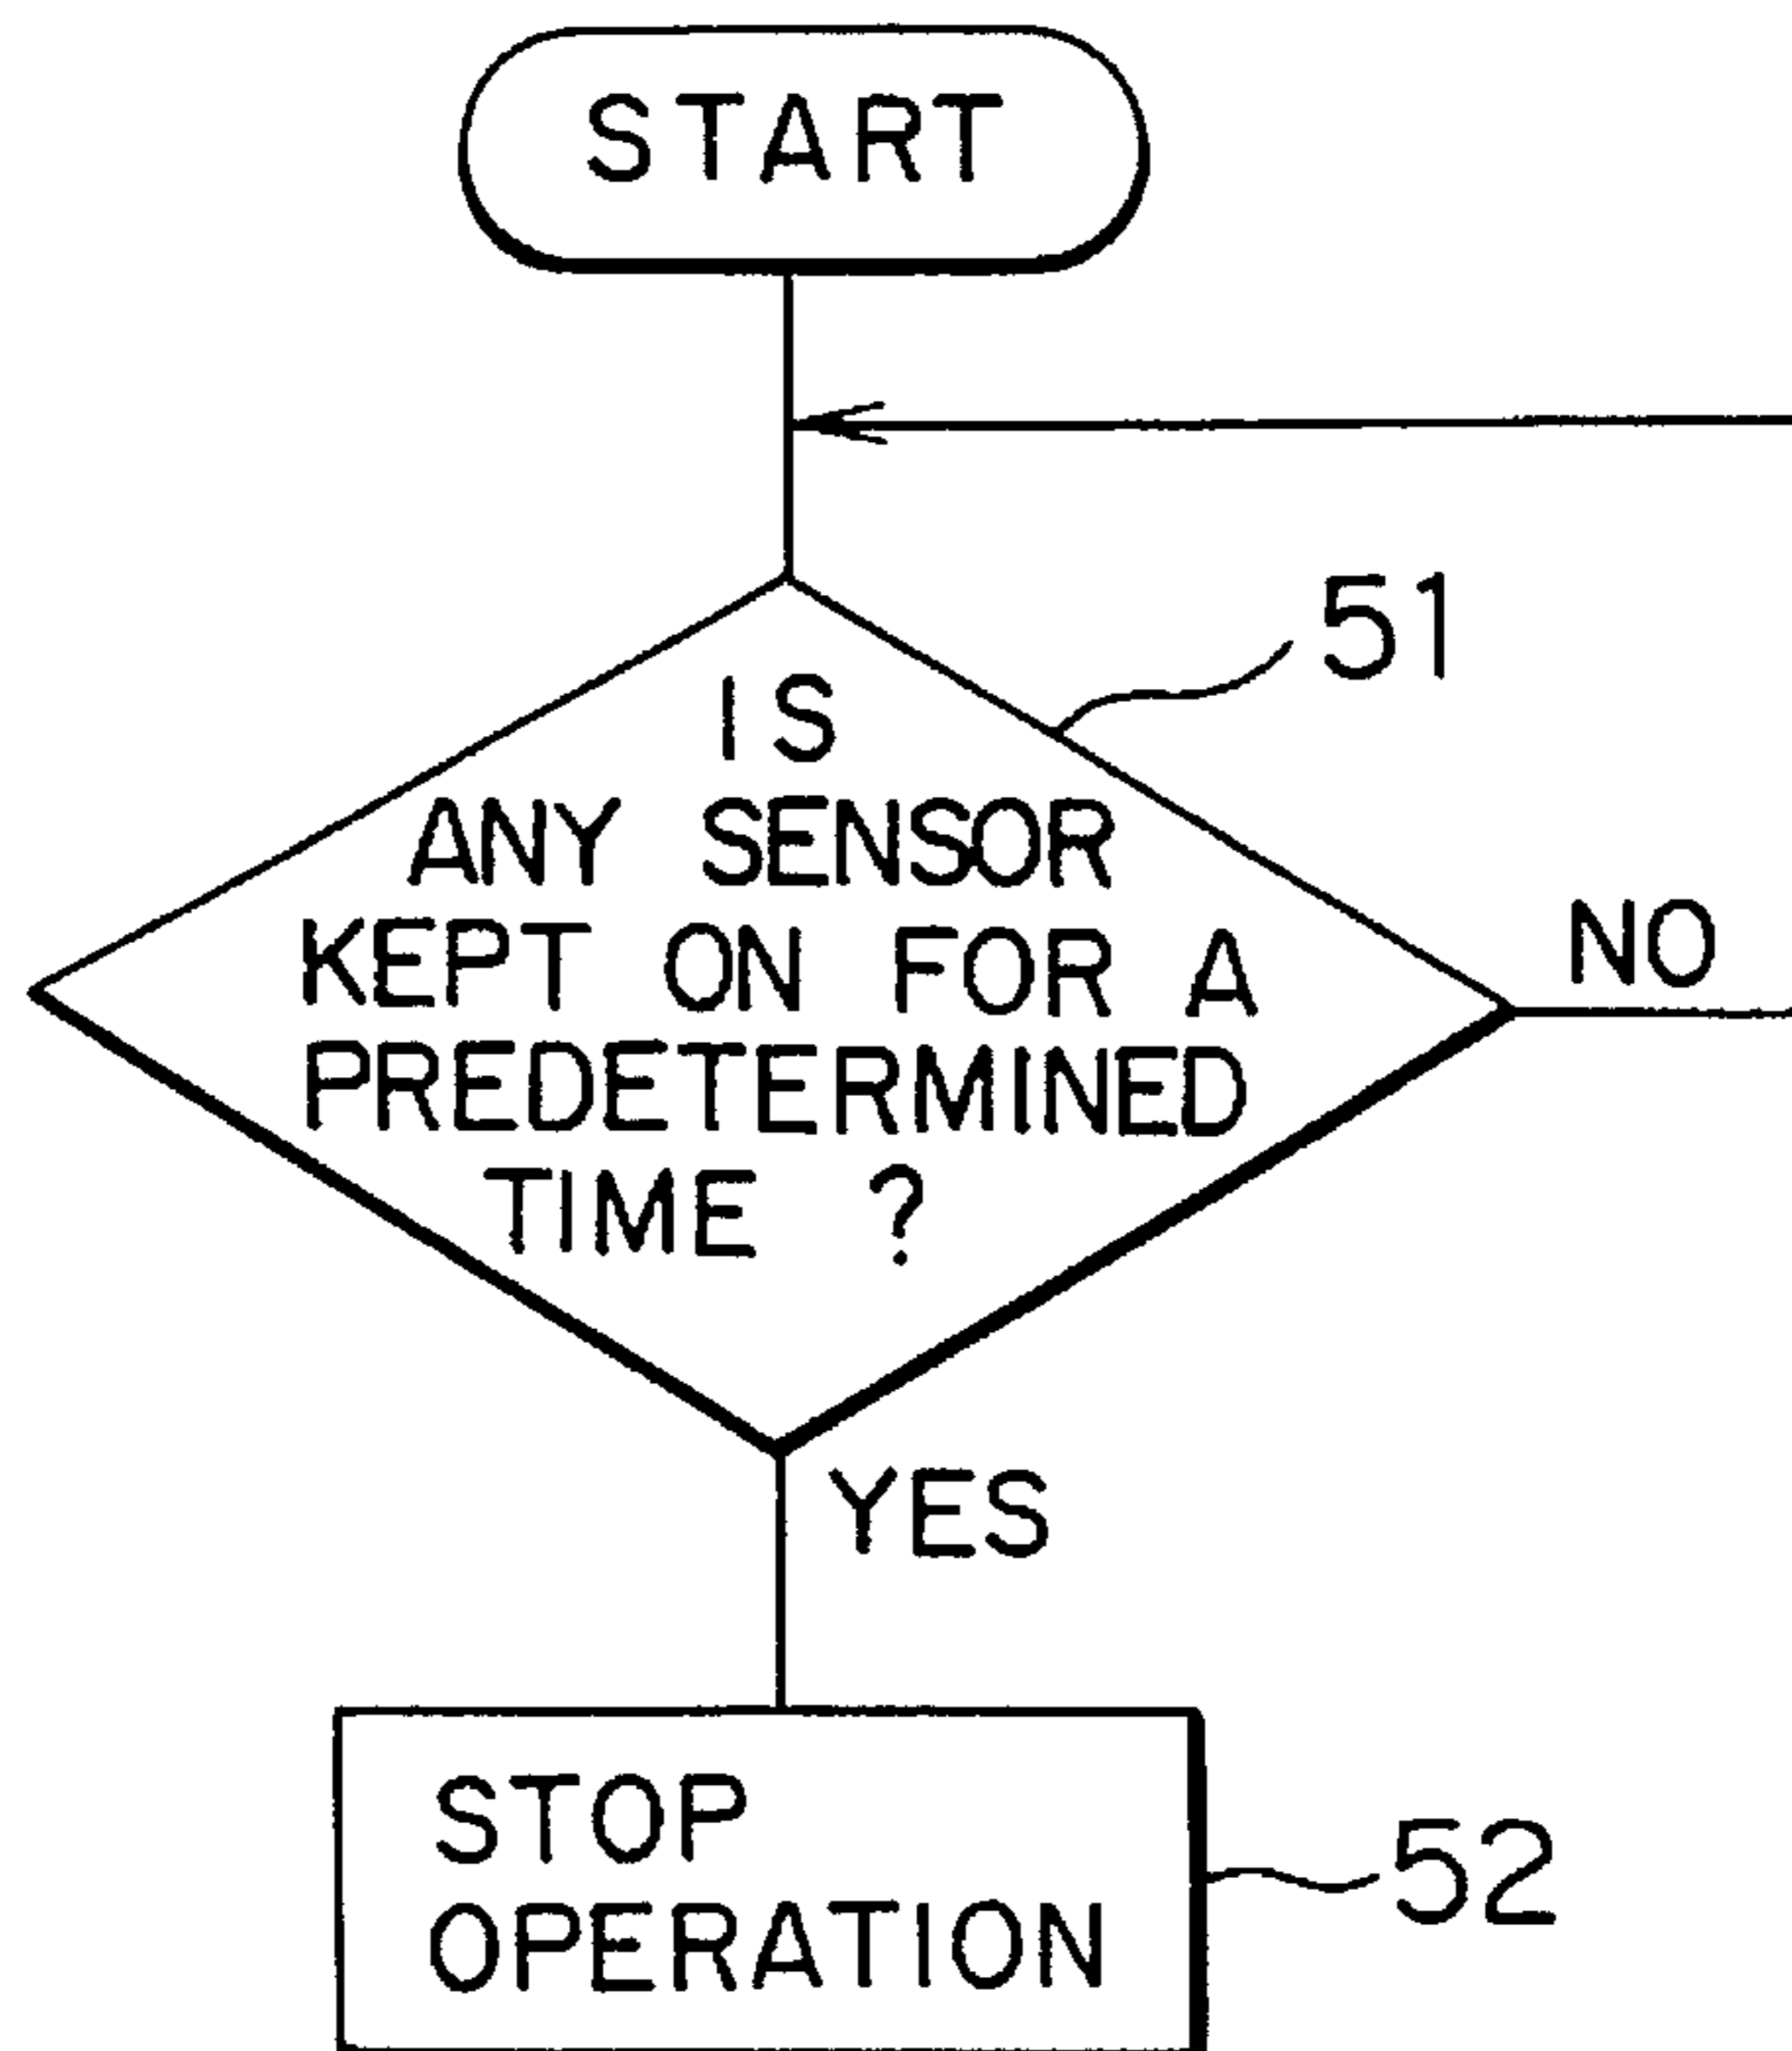 START
51
IS
ANY SENSOR
KEPT ON FOR A
PREDETERMINED
TIME ?
NO
YES
STOP
OPERATION
52